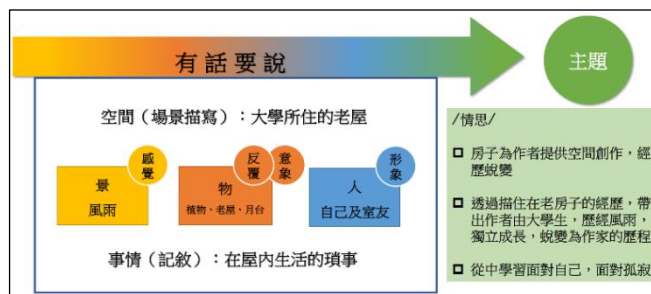 有話要說
主題
空間（場景描寫）：大學所住的老屋
感覺
景
風雨
反覆
意象
物
植物、老屋、月台
形象
人
自己及室友
事情（記敘）：在屋內生活的瑣事
/情思/
房子為作者提供空間創作，經
歷蛻變
透過描住在老房子的經歷，帶
出作者由大學生，歷經風雨，
獨立成長，蛻變為作家的歷程
從中學習面對自己，面對孤寂